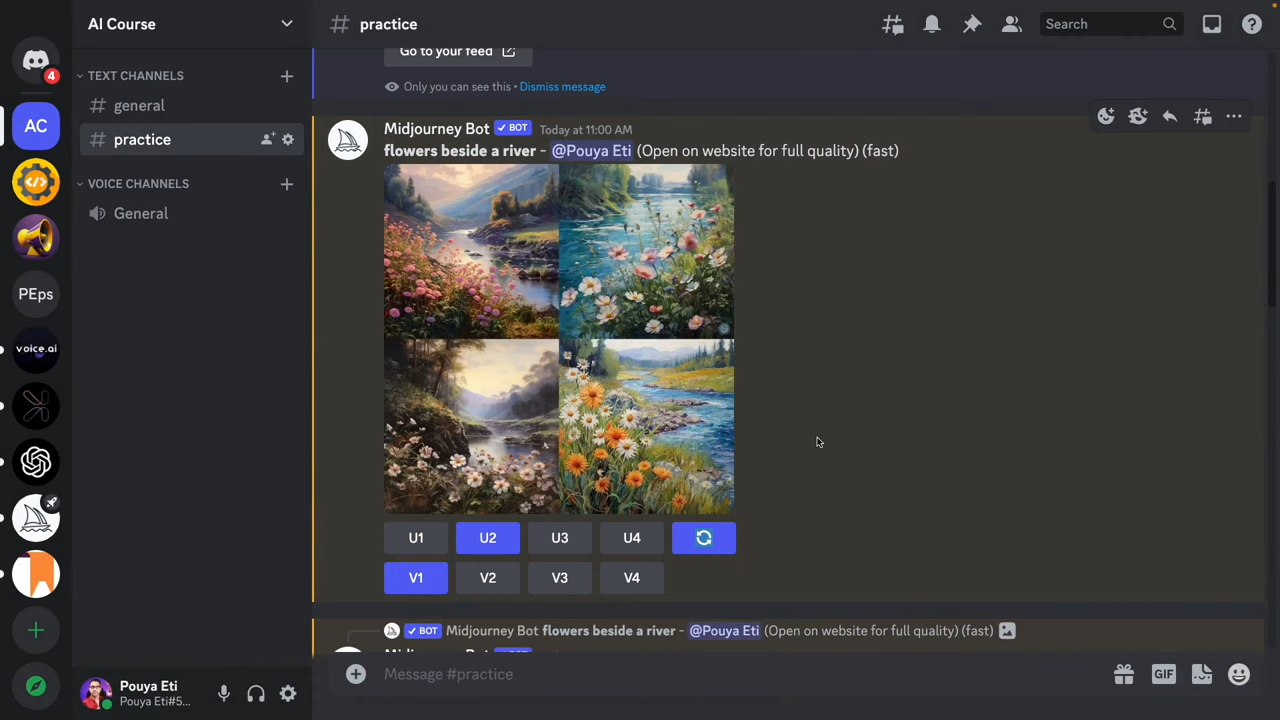 AI Course
practice
Search
4
TEXT CHANNELS
general
practice
VOICE CHANNELS
General
AC
PEps
voice.ai
Go to your feed
Only you can see this • Dismiss message
Midjourney Bot ✓ BOT Today at 11:00 AM
flowers beside a river - @Pouya Eti (Open on website for full quality) (fast)
U1 U2 U3 U4
V1 V2 V3 V4
✓ BOT Midjourney Bot flowers beside a river - @Pouya Eti (Open on website for full quality) (fast)
Message #practice
GIF
Pouya Eti
Pouya Eti#5...